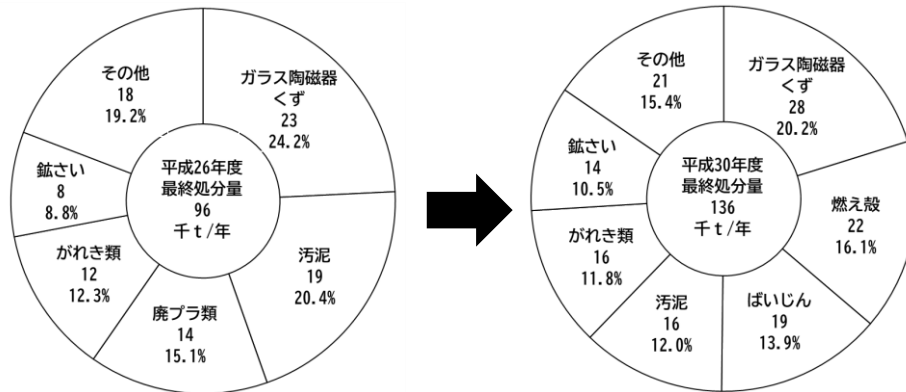 その他
18
19.2%
ガラス陶磁器
くず
23
24.2%
鉱さい
8
8.8%
平成26年度
最終処分量
96
千t/年
がれき類
12
12.3%
汚泥
19
20.4%
廃プラ類
14
15.1%
その他
21
15.4%
ガラス陶磁器
くず
28
20.2%
鉱さい
14
10.5%
平成30年度
最終処分量
136
千t/年
燃え殻
22
16.1%
がれき類
16
11.8%
汚泥
16
12.0%
ばいじん
19
13.9%